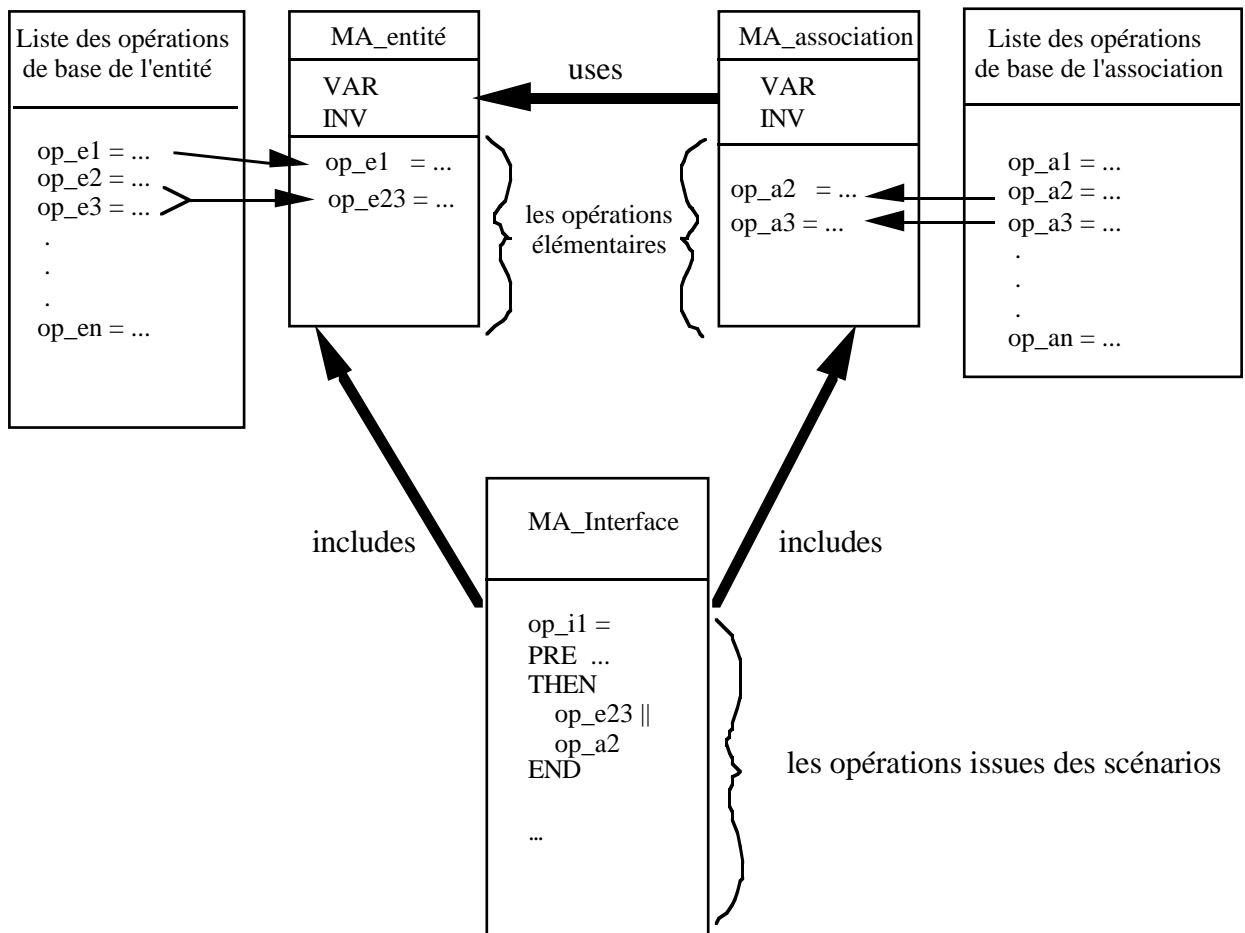 Liste des opérations
de base de l'entité
op_e1 = ...
op_e2 = ...
op_e3 = ...
.
.
.
op_en = ...
MA_entité
VAR
INV
op_e1 = ...
op_e23 = ...
uses
les opérations
élémentaires
MA_association
VAR
INV
op_a2 = ...
op_a3 = ...
Liste des opérations
de base de l'association
op_a1 = ...
op_a2 = ...
op_a3 = ...
.
.
.
op_an = ...
includes
includes
MA_Interface
op_i1 =
PRE ...
THEN
op_e23 ||
op_a2
END
...
les opérations issues des scénarios